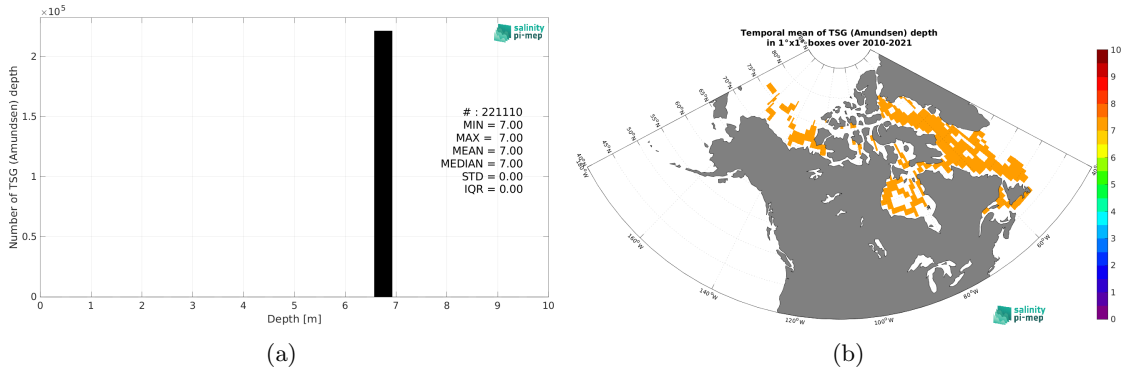 ×10⁵
2
1.5
1
0.5
0
Number of TSG (Amundsen) depth
salinity
pi-mep
# : 221110
MIN = 7.00
MAX = 7.00
MEAN = 7.00
MEDIAN = 7.00
STD = 0.00
IQR = 0.00
0 1 2 3 4 5 6 7 8 9 10
Depth [m]
(a)
Temporal mean of TSG (Amundsen) depth
in 1°x1° boxes over 2010-2021
80°N
75°N
70°N
65°N
60°N
55°N
50°N
45°N
160°W
140°W
120°W
100°W
80°W
60°W
10
9
8
7
6
5
4
3
2
1
0
salinity
pi-mep
(b)